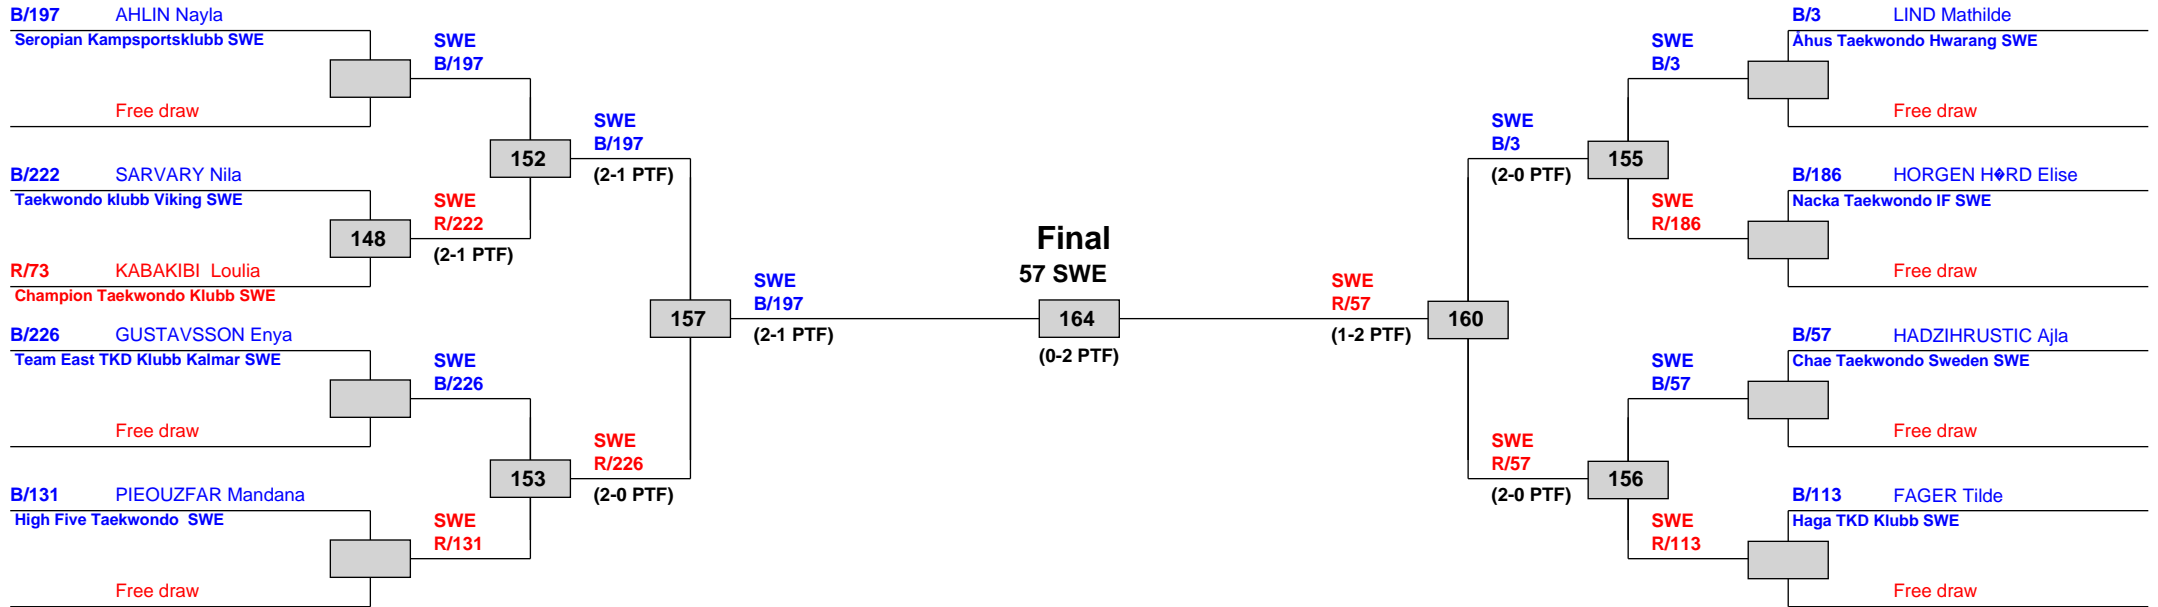 B/197 AHLIN Nayla
Seropian Kampsportsklubb SWE
Free draw
B/222 SARVARY Nila
Taekwondo klubb Viking SWE
R/73 KABAKIBI Loulia
Champion Taekwondo Klubb SWE
B/226 GUSTAVSSON Enya
Team East TKD Klubb Kalmar SWE
Free draw
B/131 PIEOUZFAR Mandana
High Five Taekwondo SWE
Free draw
148
SWE
B/197
SWE
R/222
(2-1 PTF)
SWE
B/226
SWE
R/131
152
153
SWE
B/197
(2-1 PTF)
SWE
R/226
(2-0 PTF)
157
SWE
B/197
(2-1 PTF)
Final
57 SWE
164
(0-2 PTF)
SWE
R/57
(1-2 PTF)
160
SWE
B/3
(2-0 PTF)
SWE
R/57
(2-0 PTF)
155
156
SWE
B/3
SWE
R/186
SWE
B/57
SWE
R/113
B/3 LIND Mathilde
Åhus Taekwondo Hwarang SWE
Free draw
B/186 HORGEN H�RD Elise
Nacka Taekwondo IF SWE
Free draw
B/57 HADZIHRUSTIC Ajla
Chae Taekwondo Sweden SWE
Free draw
B/113 FAGER Tilde
Haga TKD Klubb SWE
Free draw